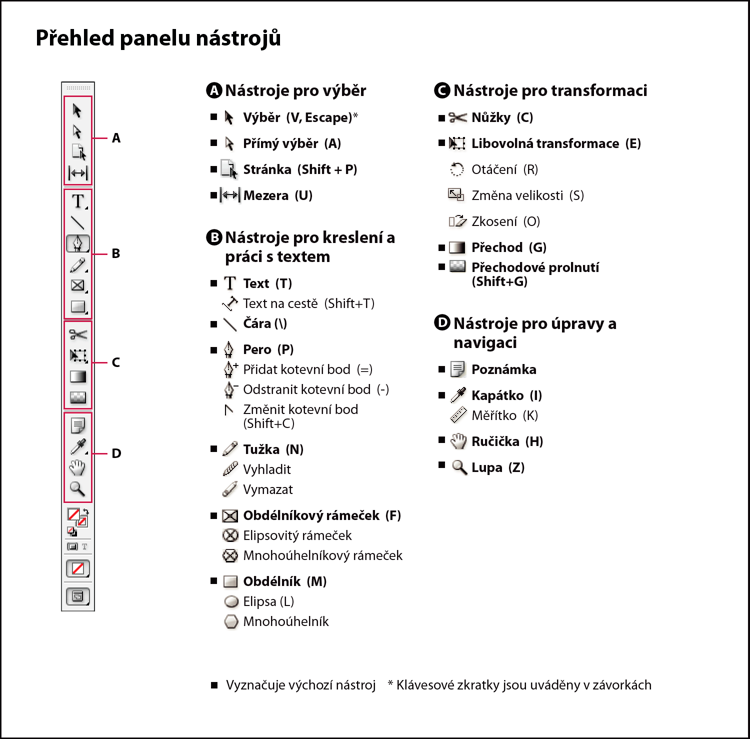 Přehled panelu nástrojů
A
B
C
D
A Nástroje pro výběr
Výběr (V, Escape)*
Přímý výběr (A)
Stránka (Shift + P)
Mezera (U)
B Nástroje pro kreslení a
práci s textem
T Text (T)
Text na cestě (Shift+T)
Čára (\)
Pero (P)
Přidat kotevní bod (=)
Odstranit kotevní bod (-)
Změnit kotevní bod
(Shift+C)
Tužka (N)
Vyhladit
Vymazat
Obdélníkový rámeček (F)
Elipsovitý rámeček
Mnohoúhelníkový rámeček
Obdélník (M)
Elipsa (L)
Mnohoúhelník
C Nástroje pro transformaci
Nůžky (C)
Libovolná transformace (E)
Otáčení (R)
Změna velikosti (S)
Zkosení (O)
Přechod (G)
Přechodové prolnutí
(Shift+G)
D Nástroje pro úpravy a
navigaci
Poznámka
Kapátko (I)
Měřítko (K)
Ručička (H)
Lupa (Z)
Vyznačuje výchozí nástroj * Klávesové zkratky jsou uváděny v závorkách